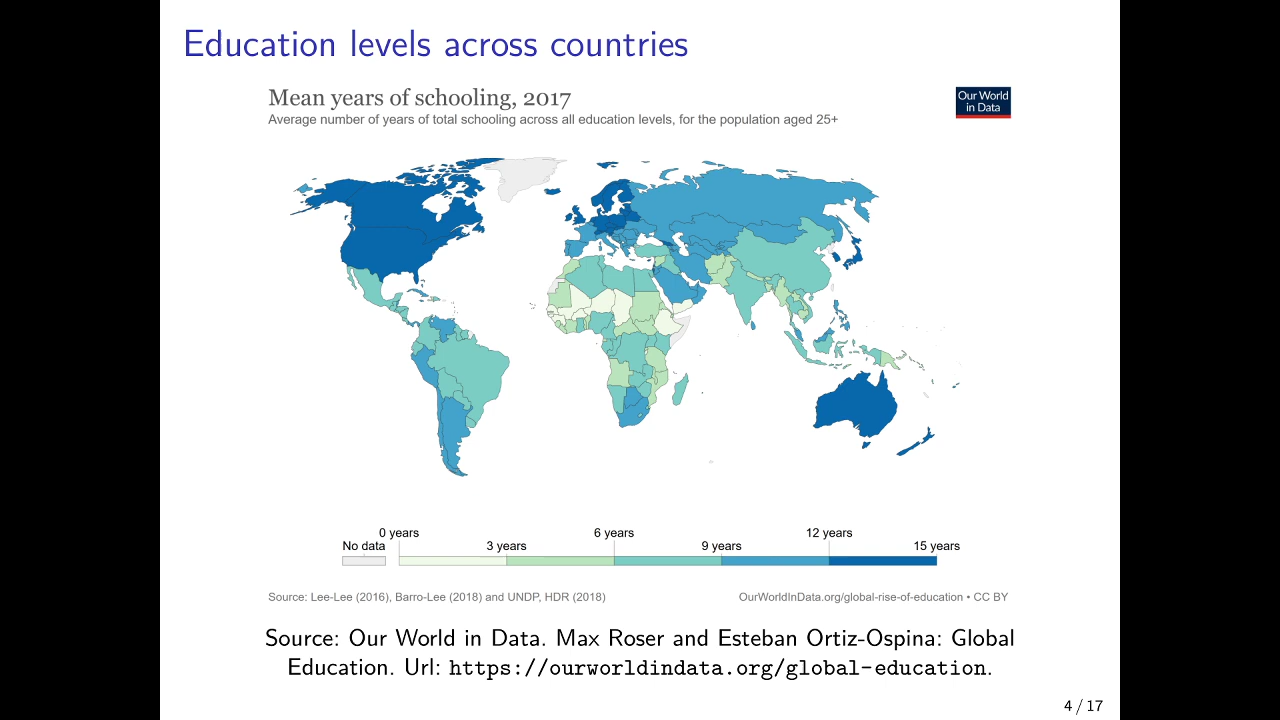 Education levels across countries
Mean years of schooling, 2017
Our World
in Data
Average number of years of total schooling across all education levels, for the population aged 25+
0 years
6 years
12 years
No data
3 years
9 years
15 years
Source: Lee-Lee (2016), Barro-Lee (2018) and UNDP, HDR (2018)
OurWorldInData.org/global-rise-of-education • CC BY
Source: Our World in Data. Max Roser and Esteban Ortiz-Ospina: Global
Education. Url: https://ourworldindata.org/global-education.
4 / 17